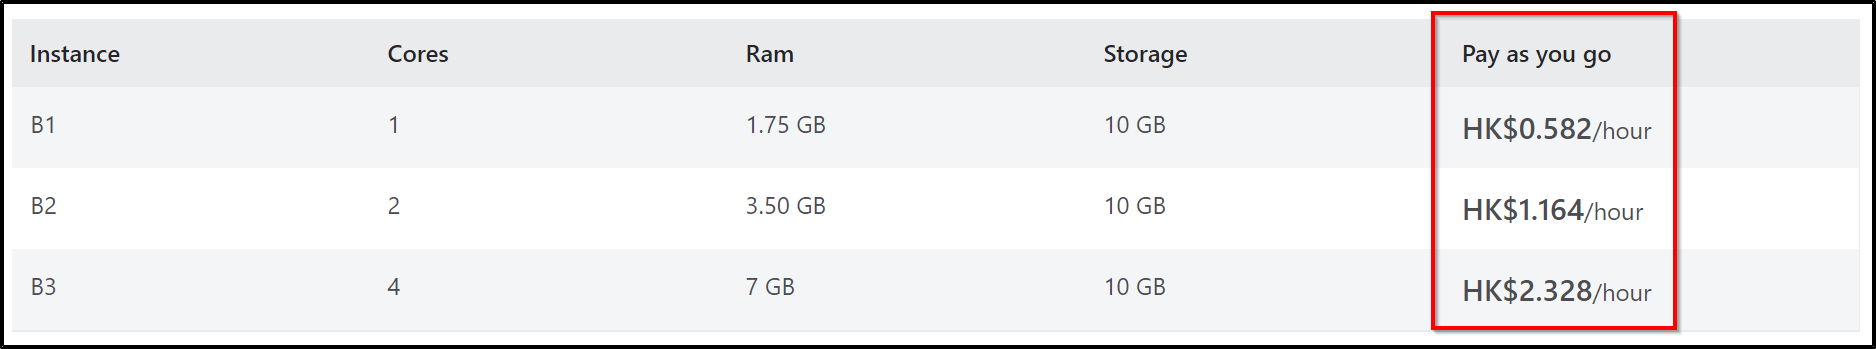 Instance Cores Ram Storage Pay as you go
B1 1 1.75 GB 10 GB HK$0.582/hour
B2 2 3.50 GB 10 GB HK$1.164/hour
B3 4 7 GB 10 GB HK$2.328/hour